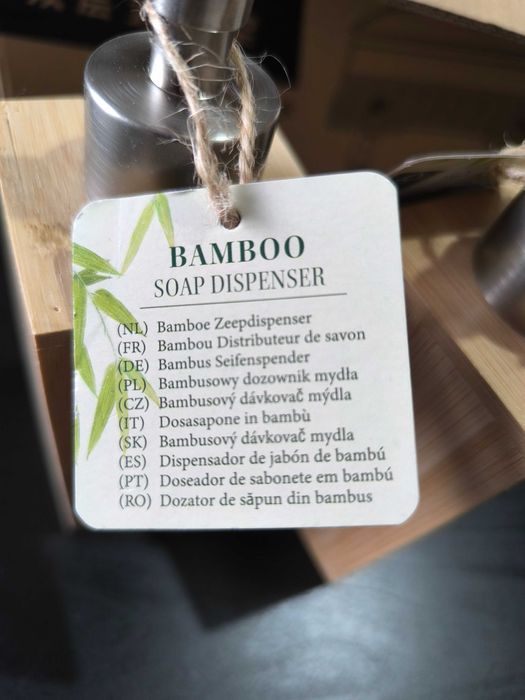 BAMBOO
SOAP DISPENSER
(NL) Bamboe Zeepdispenser
(FR) Bambou Distributeur de savon
(DE) Bambus Seifenspender
(PL) Bambusowy dozownik mydła
(CZ) Bambusový dávkovač mýdla
(IT) Dosasapone in bambù
(SK) Bambusový dávkovač mydla
(ES) Dispensador de jabón de bambú
(PT) Doseador de sabonete em bambú
(RO) Dozator de săpun din bambus